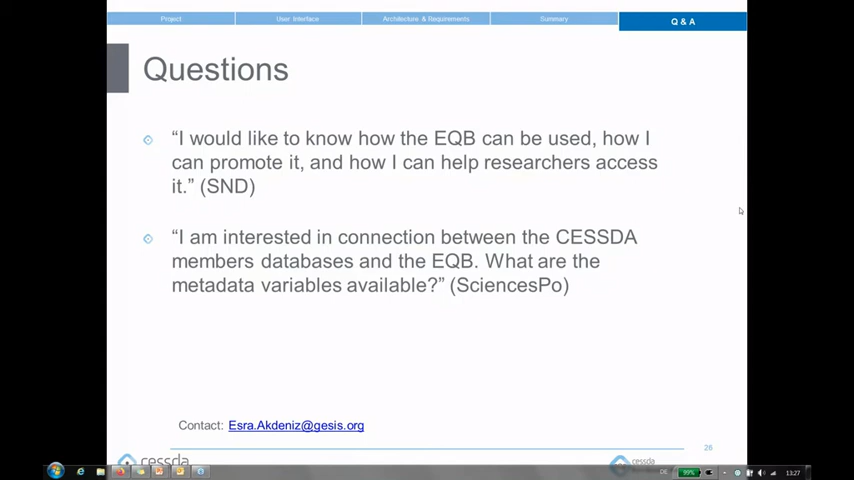 Project
User Interface
Architecture & Requirements
Summary
Q & A
Questions
“I would like to know how the EQB can be used, how I
can promote it, and how I can help researchers access
it.” (SND)
“I am interested in connection between the CESSDA
members databases and the EQB. What are the
metadata variables available?” (SciencesPo)
Contact: Esra.Akdeniz@gesis.org
26
cessda
cessda
DE
99%
13:27